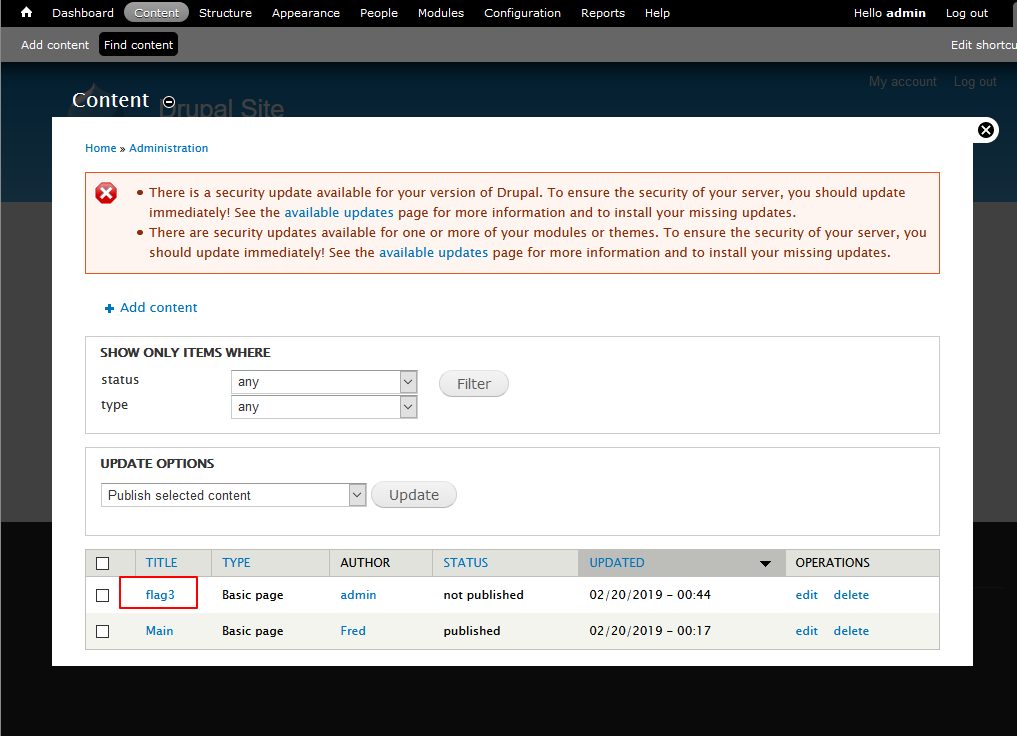 Dashboard Content Structure Appearance People Modules Configuration Reports Help Hello admin Log out
Add content Find content Edit shortcu
My account Log out
Content
Drupal Site
Home » Administration
There is a security update available for your version of Drupal. To ensure the security of your server, you should update
immediately! See the available updates page for more information and to install your missing updates.
There are security updates available for one or more of your modules or themes. To ensure the security of your server, you
should update immediately! See the available updates page for more information and to install your missing updates.
Add content
SHOW ONLY ITEMS WHERE
status any Filter
type any
UPDATE OPTIONS
Publish selected content Update
TITLE TYPE AUTHOR STATUS UPDATED OPERATIONS
flag3 Basic page admin not published 02/20/2019 - 00:44 edit delete
Main Basic page Fred published 02/20/2019 - 00:17 edit delete